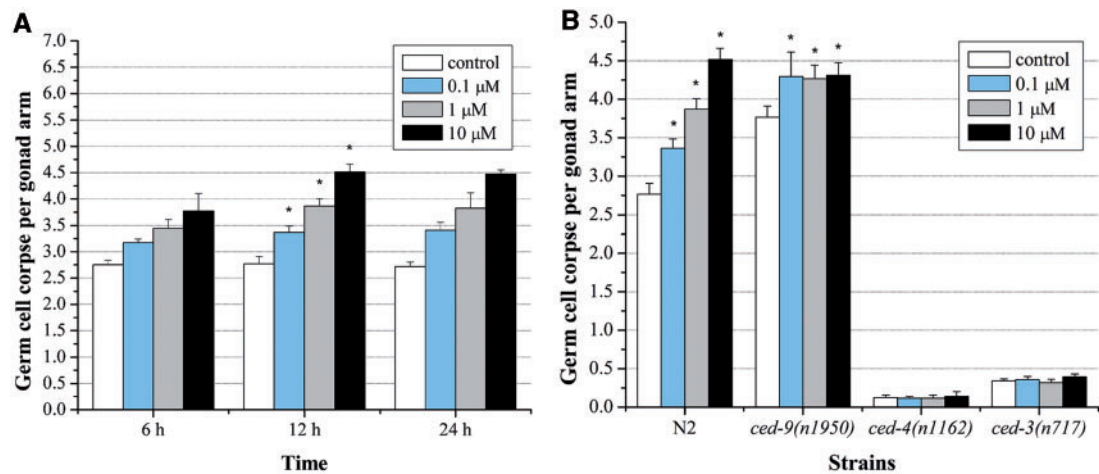 A
Germ cell corpse per gonad arm
7.0
6.5
6.0
5.5
5.0
4.5
4.0
3.5
3.0
2.5
2.0
1.5
1.0
0.5
0.0
control
0.1 μM
1 μM
10 μM
* * *
6 h 12 h 24 h
Time
B
Germ cell corpse per gonad arm
5.0
4.5
4.0
3.5
3.0
2.5
2.0
1.5
1.0
0.5
0.0
control
0.1 μM
1 μM
10 μM
* * * * * *
N2 ced-9(n1950) ced-4(n1162) ced-3(n717)
Strains